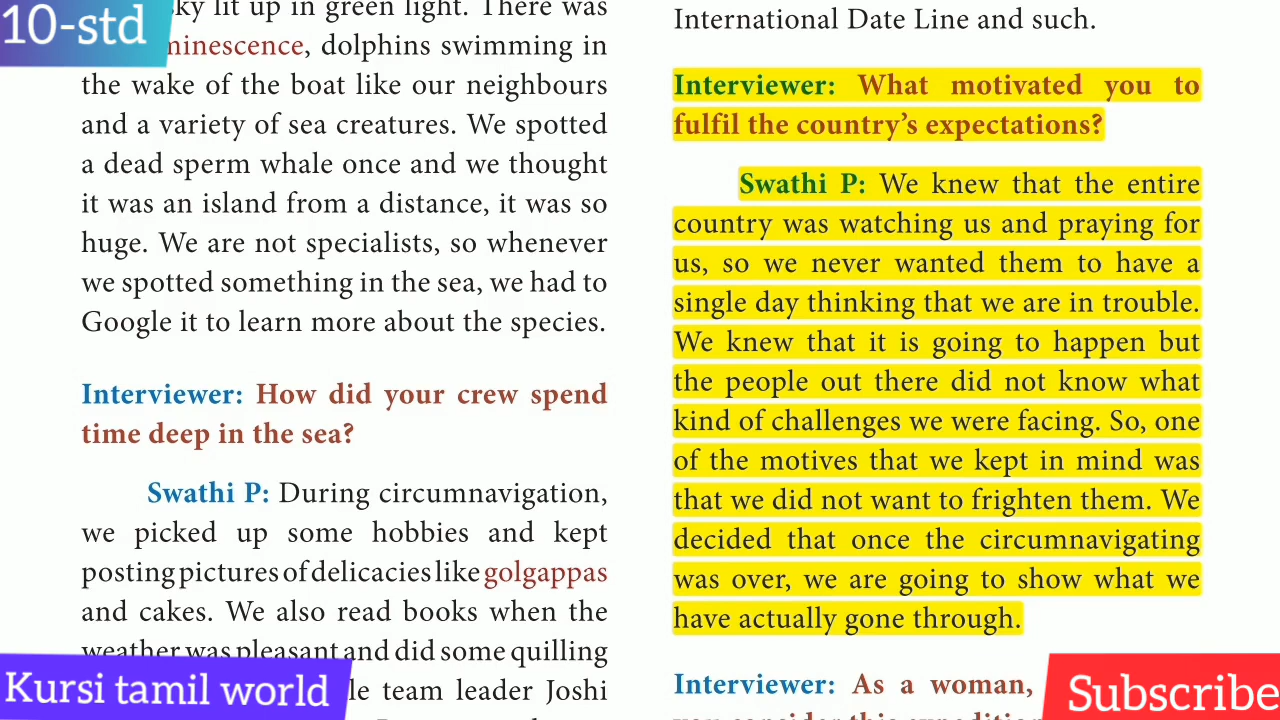 10-std
sky lit up in green light. There was
minescence, dolphins swimming in
the wake of the boat like our neighbours
and a variety of sea creatures. We spotted
a dead sperm whale once and we thought
it was an island from a distance, it was so
huge. We are not specialists, so whenever
we spotted something in the sea, we had to
Google it to learn more about the species.
Interviewer: How did your crew spend
time deep in the sea?
Swathi P: During circumnavigation,
we picked up some hobbies and kept
posting pictures of delicacies like golgappas
and cakes. We also read books when the
weather was pleasant and did some quilling
le team leader Joshi
Kursi tamil world
International Date Line and such.
Interviewer: What motivated you to
fulfil the country's expectations?
Swathi P: We knew that the entire
country was watching us and praying for
us, so we never wanted them to have a
single day thinking that we are in trouble.
We knew that it is going to happen but
the people out there did not know what
kind of challenges we were facing. So, one
of the motives that we kept in mind was
that we did not want to frighten them. We
decided that once the circumnavigating
was over, we are going to show what we
have actually gone through.
Interviewer: As a woman,
you consider this expedition
Subscribe